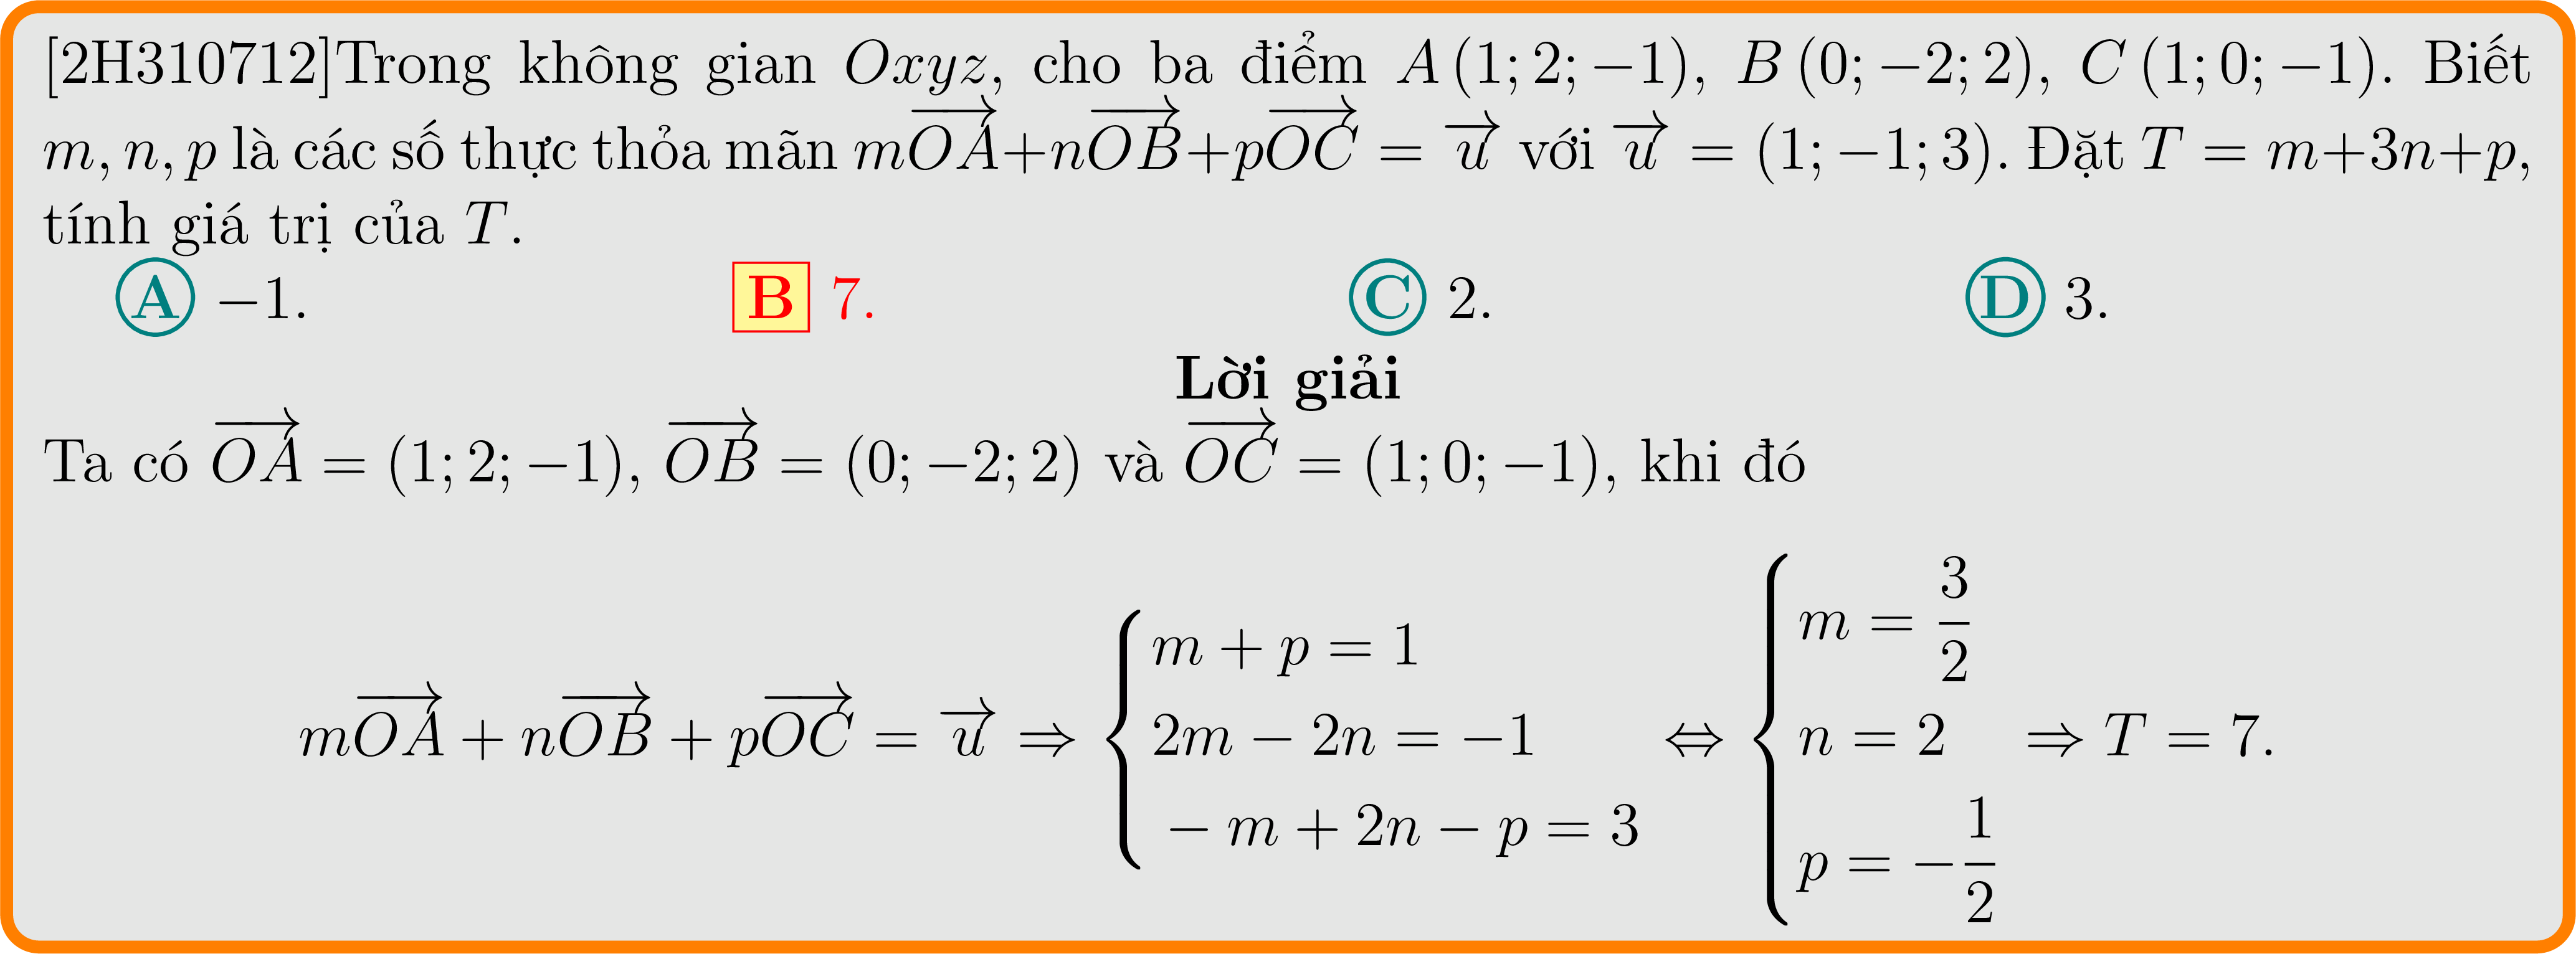 [2H310712]Trong không gian $Oxyz$, cho ba điểm $A\,(1; 2; -1)$, $B\,(0; -2; 2)$, $C\,(1; 0; -1)$. Biết
$m, n, p$ là các số thực thỏa mãn $m\overrightarrow{OA}+n\overrightarrow{OB}+p\overrightarrow{OC} = \overrightarrow{u}$ với $\overrightarrow{u} = (1; -1; 3)$. Đặt $T = m+3n+p$,
tính giá trị của $T$.
A $-1$. B 7. C 2. D 3.
Lời giải
Ta có $\overrightarrow{OA} = (1; 2; -1)$, $\overrightarrow{OB} = (0; -2; 2)$ và $\overrightarrow{OC} = (1; 0; -1)$, khi đó
$m\overrightarrow{OA} + n\overrightarrow{OB} + p\overrightarrow{OC} = \overrightarrow{u} \Rightarrow \begin{cases} m + p = 1 \\ 2m - 2n = -1 \\ -m + 2n - p = 3 \end{cases} \Leftrightarrow \begin{cases} m = \dfrac{3}{2} \\ n = 2 \\ p = -\dfrac{1}{2} \end{cases} \Rightarrow T = 7.$